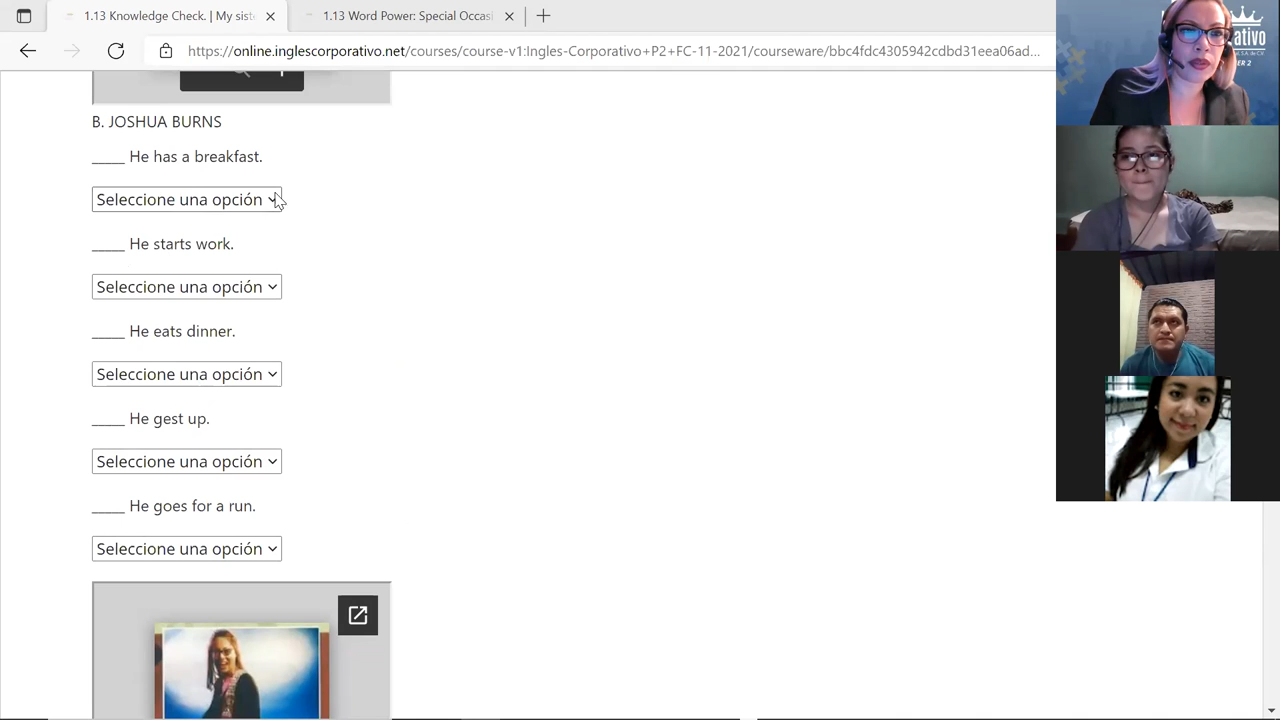 1.13 Knowledge Check. | My sist
1.13 Word Power: Special Occasi
https://online.inglescorporativo.net/courses/course-v1:Ingles-Corporativo+P2+FC-11-2021/courseware/bbc4fdc4305942cdbd31eea06ad...
B. JOSHUA BURNS
_____ He has a breakfast.
Seleccione una opción
_____ He starts work.
Seleccione una opción
_____ He eats dinner.
Seleccione una opción
_____ He gest up.
Seleccione una opción
_____ He goes for a run.
Seleccione una opción